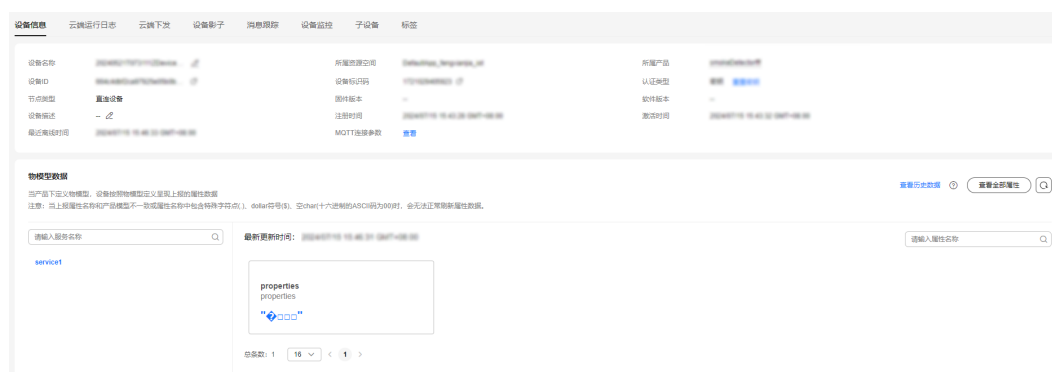 设备信息 云端运行日志 云端下发 设备影子 消息跟踪 设备监控 子设备 标签
设备名称 所属资源空间 所属产品
设备ID 设备标识码 认证类型
节点类型 直连设备 固件版本 -- 软件版本 --
设备描述 -- 注册时间 激活时间
最近离线时间 MQTT连接参数 查看
物模型数据
当产品下定义物模型，设备按照物模型定义呈现上报的属性数据
注意：当上报属性名称和产品模型不一致或属性名称中包含特殊字符点(.)、dollar符号($)、空char(十六进制的ASCII码为00)时，会无法正常刷新属性数据。
查看历史数据 查看全部属性
请输入服务名称 最新更新时间： 请输入属性名称
service1
properties
properties
"�□□□"
总条数：1 16 < 1 >